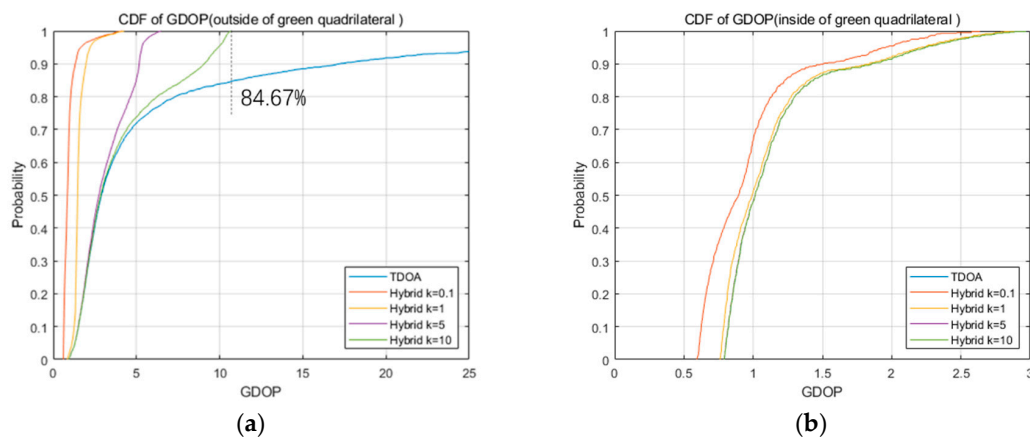 CDF of GDOP(outside of green quadrilateral )
1
0.9
0.8
0.7
0.6
0.5
0.4
0.3
0.2
0.1
0
Probability
84.67%
TDOA
Hybrid k=0.1
Hybrid k=1
Hybrid k=5
Hybrid k=10
0 5 10 15 20 25
GDOP
(a)
CDF of GDOP(inside of green quadrilateral )
1
0.9
0.8
0.7
0.6
0.5
0.4
0.3
0.2
0.1
0
Probability
TDOA
Hybrid k=0.1
Hybrid k=1
Hybrid k=5
Hybrid k=10
0 0.5 1 1.5 2 2.5 3
GDOP
(b)